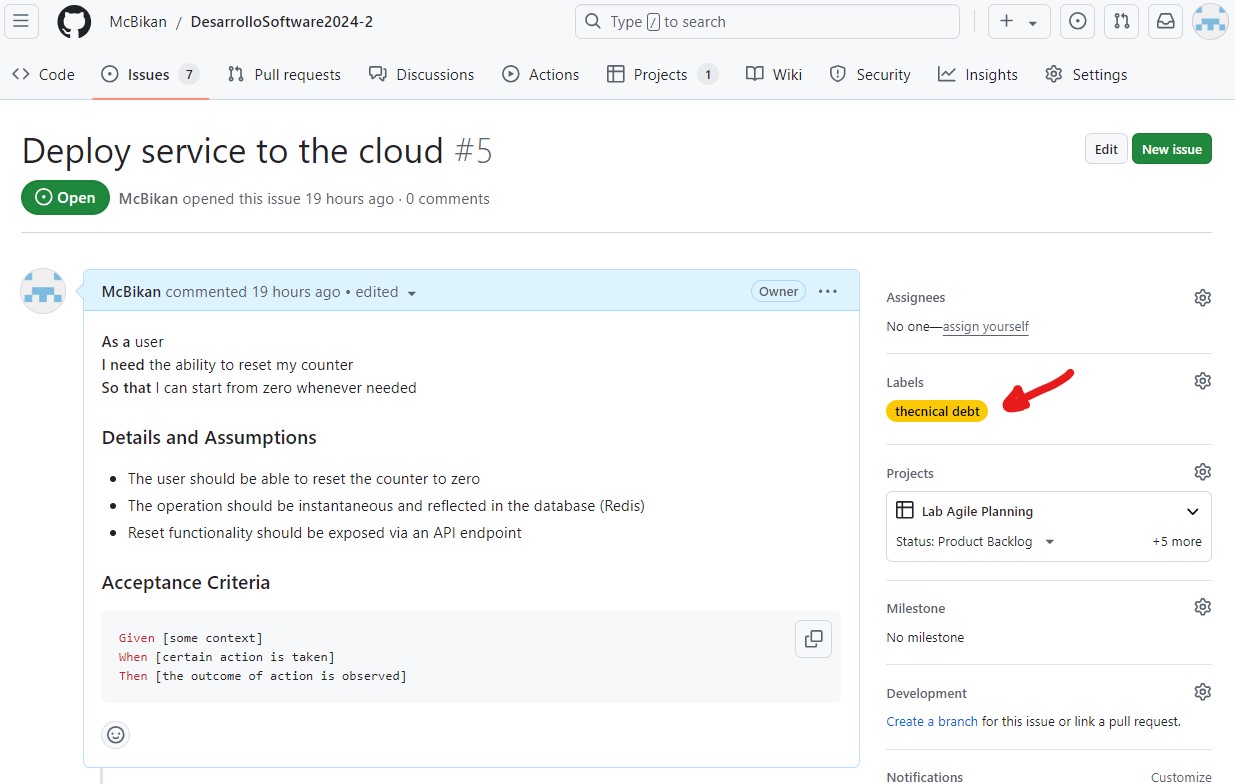 McBikan / DesarrolloSoftware2024-2
Type / to search
Code
Issues 7
Pull requests
Discussions
Actions
Projects 1
Wiki
Security
Insights
Settings
Deploy service to the cloud #5
Edit
New issue
Open
McBikan opened this issue 19 hours ago · 0 comments
McBikan commented 19 hours ago • edited
Owner
As a user
I need the ability to reset my counter
So that I can start from zero whenever needed
Details and Assumptions
• The user should be able to reset the counter to zero
• The operation should be instantaneous and reflected in the database (Redis)
• Reset functionality should be exposed via an API endpoint
Acceptance Criteria
Given [some context]
When [certain action is taken]
Then [the outcome of action is observed]
Assignees
No one—assign yourself
Labels
thecnical debt
Projects
Lab Agile Planning
Status: Product Backlog
+5 more
Milestone
No milestone
Development
Create a branch for this issue or link a pull request.
Notifications
Customize